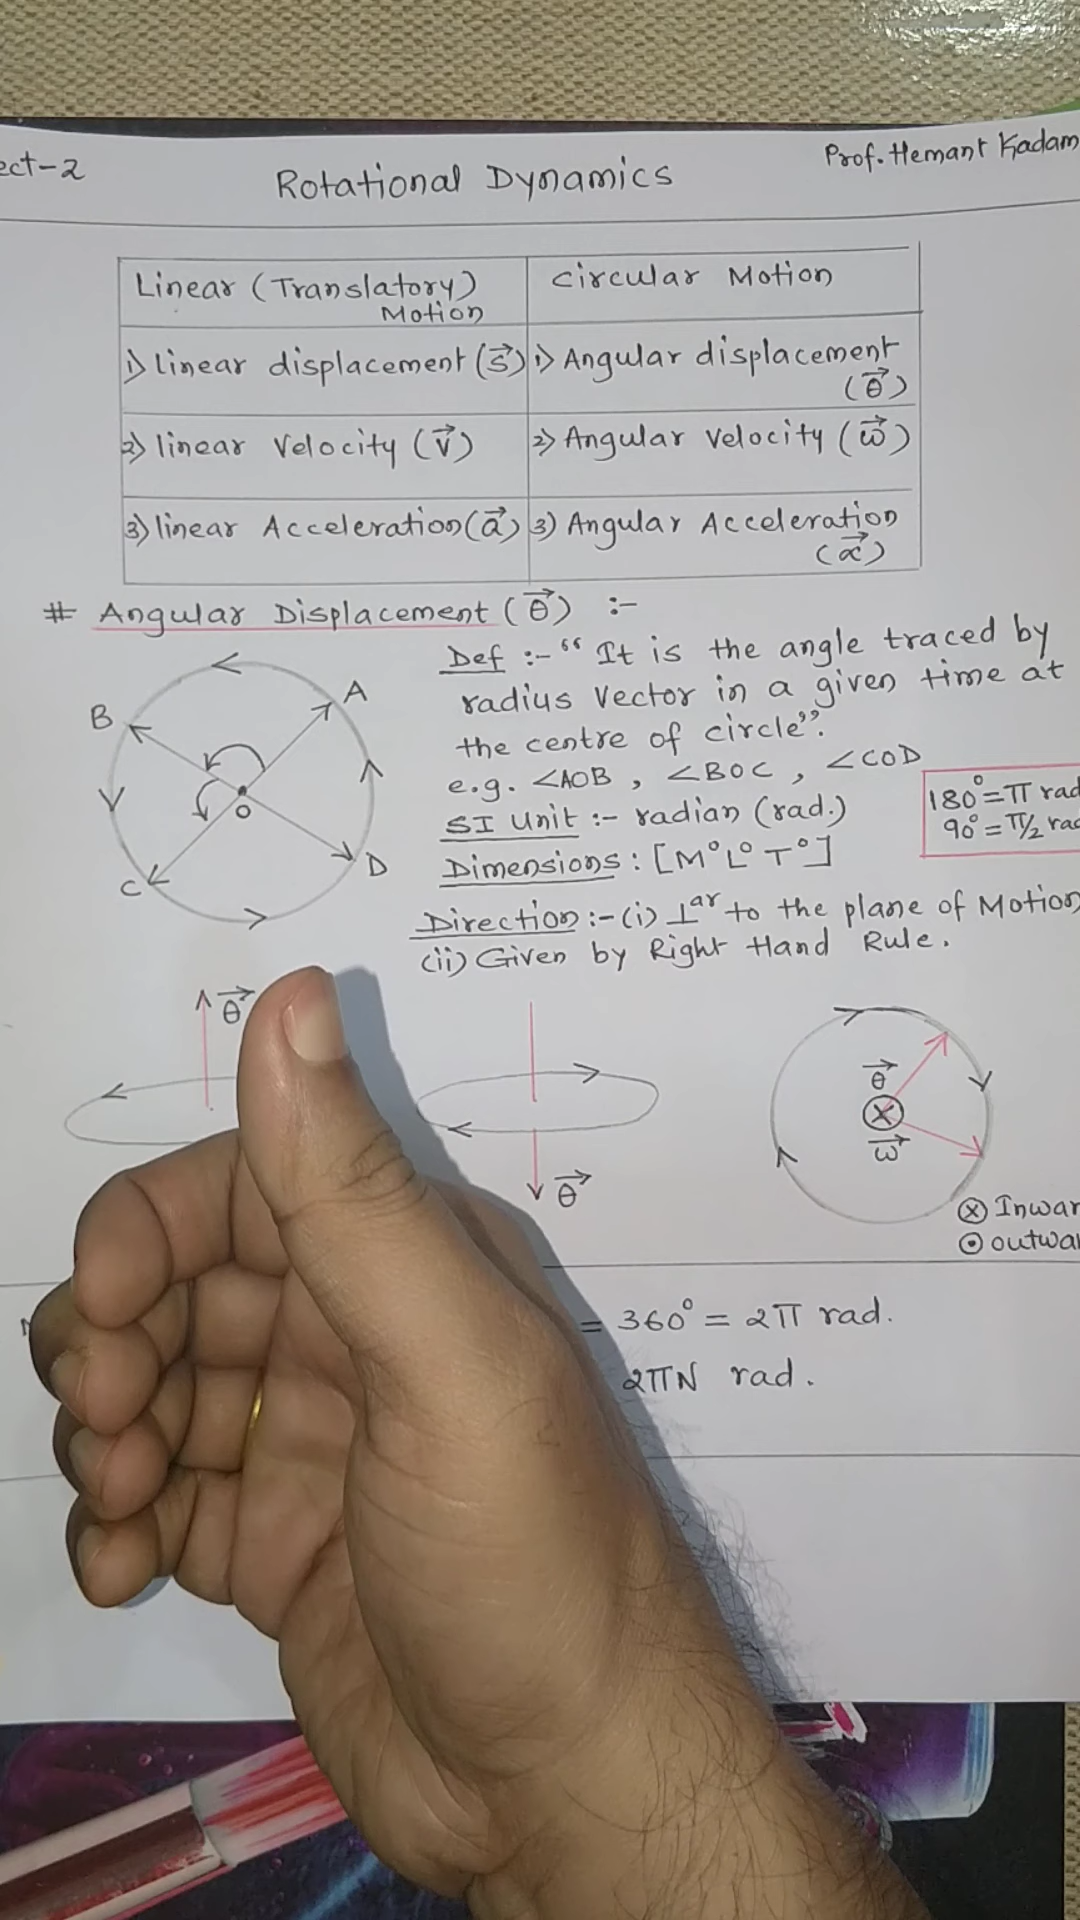 ect-2
Rotational Dynamics
Prof. Hemant Kadam
Linear (Translatory) Motion
Circular Motion
1) linear displacement (s⃗)
1) Angular displacement (θ⃗)
2) linear Velocity (v⃗)
2) Angular Velocity (ω⃗)
3) linear Acceleration (a⃗)
3) Angular Acceleration (α⃗)
# Angular Displacement (θ⃗) :-
Def :- “It is the angle traced by
radius vector in a given time at
the centre of circle”.
e.g. ∠AOB , ∠BOC , ∠COD
SI Unit :- radian (rad.)
Dimensions : [M⁰L⁰T⁰]
180° = π rad
90° = π/2 rad
Direction :- (i) ⊥ar to the plane of Motion
(ii) Given by Right Hand Rule.
A
B
O
C
D
θ⃗
θ⃗
θ⃗
ω⃗
⊗ Inwar
⊙ outwa
= 360° = 2π rad.
2πN rad.